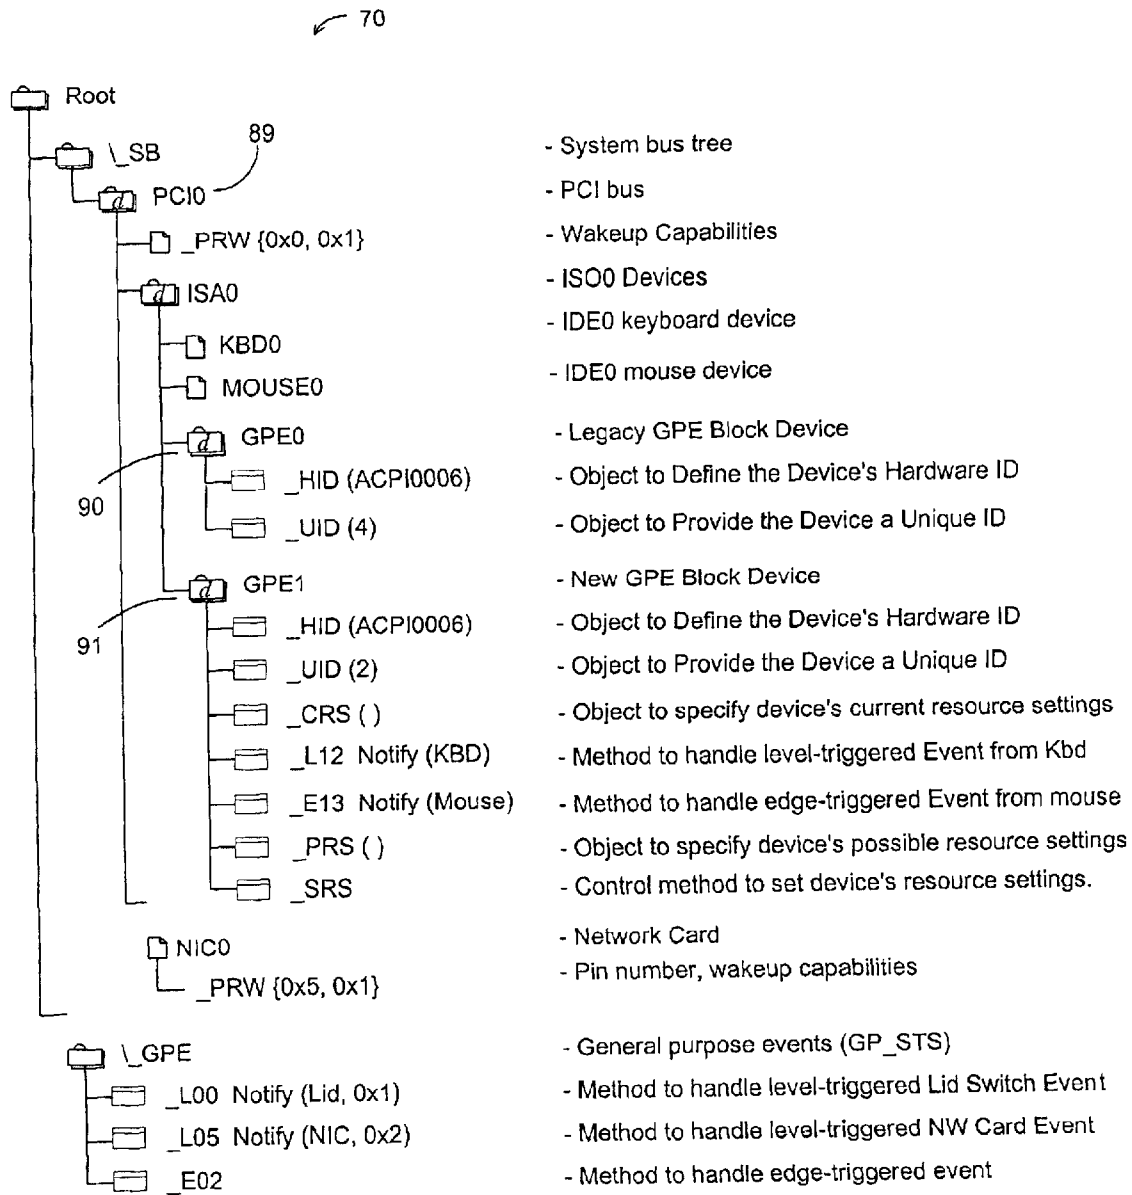 70
Root
89
\_SB - System bus tree
PCI0 - PCI bus
_PRW {0x0, 0x1} - Wakeup Capabilities
ISA0 - ISO0 Devices
KBD0 - IDE0 keyboard device
MOUSE0 - IDE0 mouse device
GPE0 - Legacy GPE Block Device
_HID (ACPI0006) - Object to Define the Device's Hardware ID
90
_UID (4) - Object to Provide the Device a Unique ID
GPE1 - New GPE Block Device
_HID (ACPI0006) - Object to Define the Device's Hardware ID
91
_UID (2) - Object to Provide the Device a Unique ID
_CRS ( ) - Object to specify device's current resource settings
_L12 Notify (KBD) - Method to handle level-triggered Event from Kbd
_E13 Notify (Mouse) - Method to handle edge-triggered Event from mouse
_PRS ( ) - Object to specify device's possible resource settings
_SRS - Control method to set device's resource settings.
NIC0 - Network Card
_PRW {0x5, 0x1} - Pin number, wakeup capabilities
\_GPE - General purpose events (GP_STS)
_L00 Notify (Lid, 0x1) - Method to handle level-triggered Lid Switch Event
_L05 Notify (NIC, 0x2) - Method to handle level-triggered NW Card Event
_E02 - Method to handle edge-triggered event